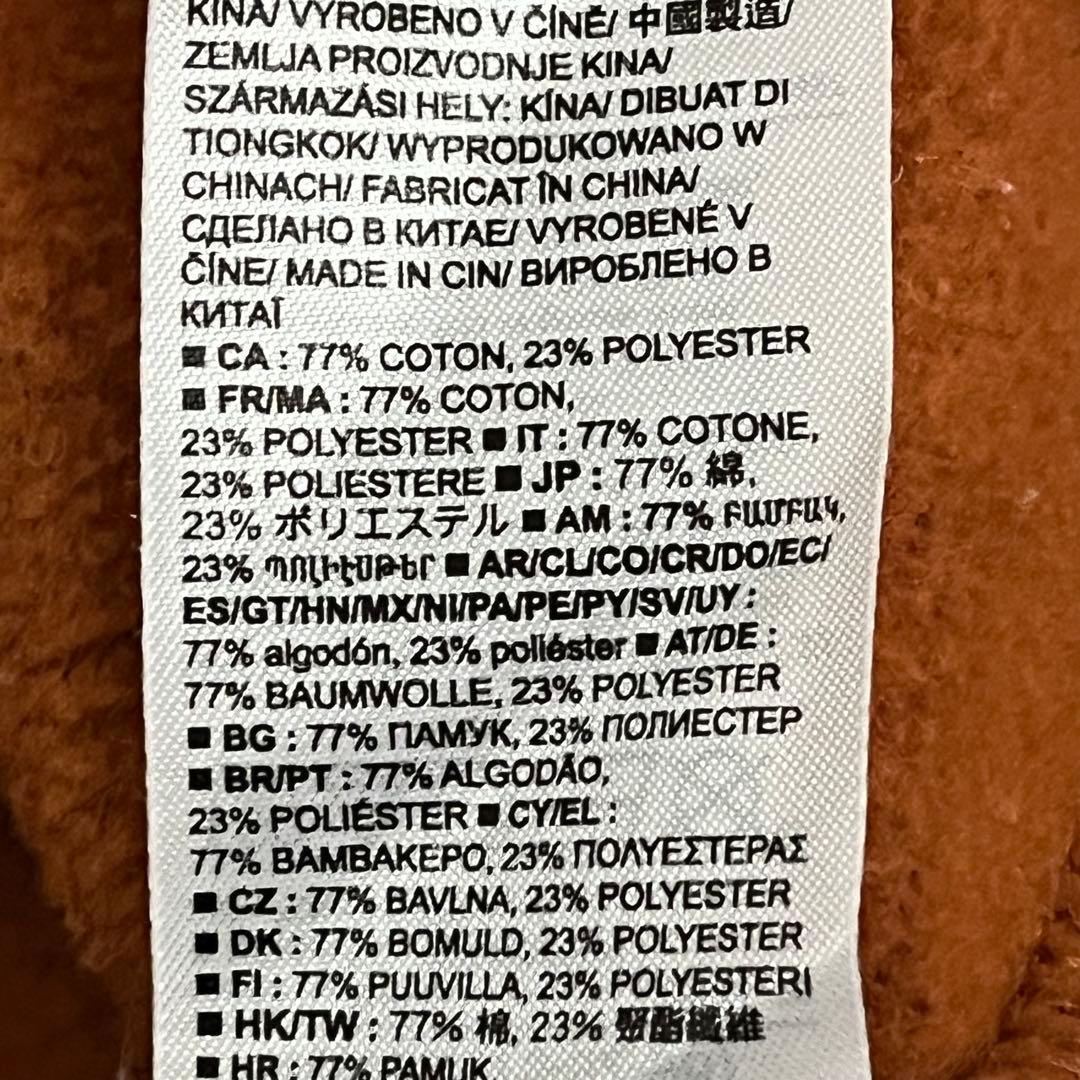 KINA/ VYROBENO V ČÍNĚ/ 中國製造/
ZEMLJA PROIZVODNJE KINA/
SZÁRMAZÁSI HELY: KÍNA/ DIBUAT DI
TIONGKOK/ WYPRODUKOWANO W
CHINACH/ FABRICAT ÎN CHINA/
СДЕЛАНО В КИТАЕ/ VYROBENÉ V
ČÍNE/ MADE IN CIN/ ВИРОБЛЕНО В
КИТАЇ
■ CA : 77% COTON, 23% POLYESTER
■ FR/MA : 77% COTON,
23% POLYESTER ■ IT : 77% COTONE,
23% POLIESTERE ■ JP : 77% 綿,
23% ポリエステル ■ AM : 77% ԲԱՄԲԱԿ,
23% Պոլիէսթեր ■ AR/CL/CO/CR/DO/EC/
ES/GT/HN/MX/NI/PA/PE/PY/SV/UY :
77% algodón, 23% poliéster ■ AT/DE :
77% BAUMWOLLE, 23% POLYESTER
■ BG : 77% ПАМУК, 23% ПОЛИЕСТЕР
■ BR/PT : 77% ALGODÃO,
23% POLIÉSTER ■ CY/EL :
77% ΒΑΜΒΑΚΕΡΟ, 23% ΠΟΛΥΕΣΤΕΡΑΣ
■ CZ : 77% BAVLNA, 23% POLYESTER
■ DK : 77% BOMULD, 23% POLYESTER
■ FI : 77% PUUVILLA, 23% POLYESTERI
■ HK/TW : 77% 棉, 23% 聚酯纖維
■ HR : 77% PAMUK,